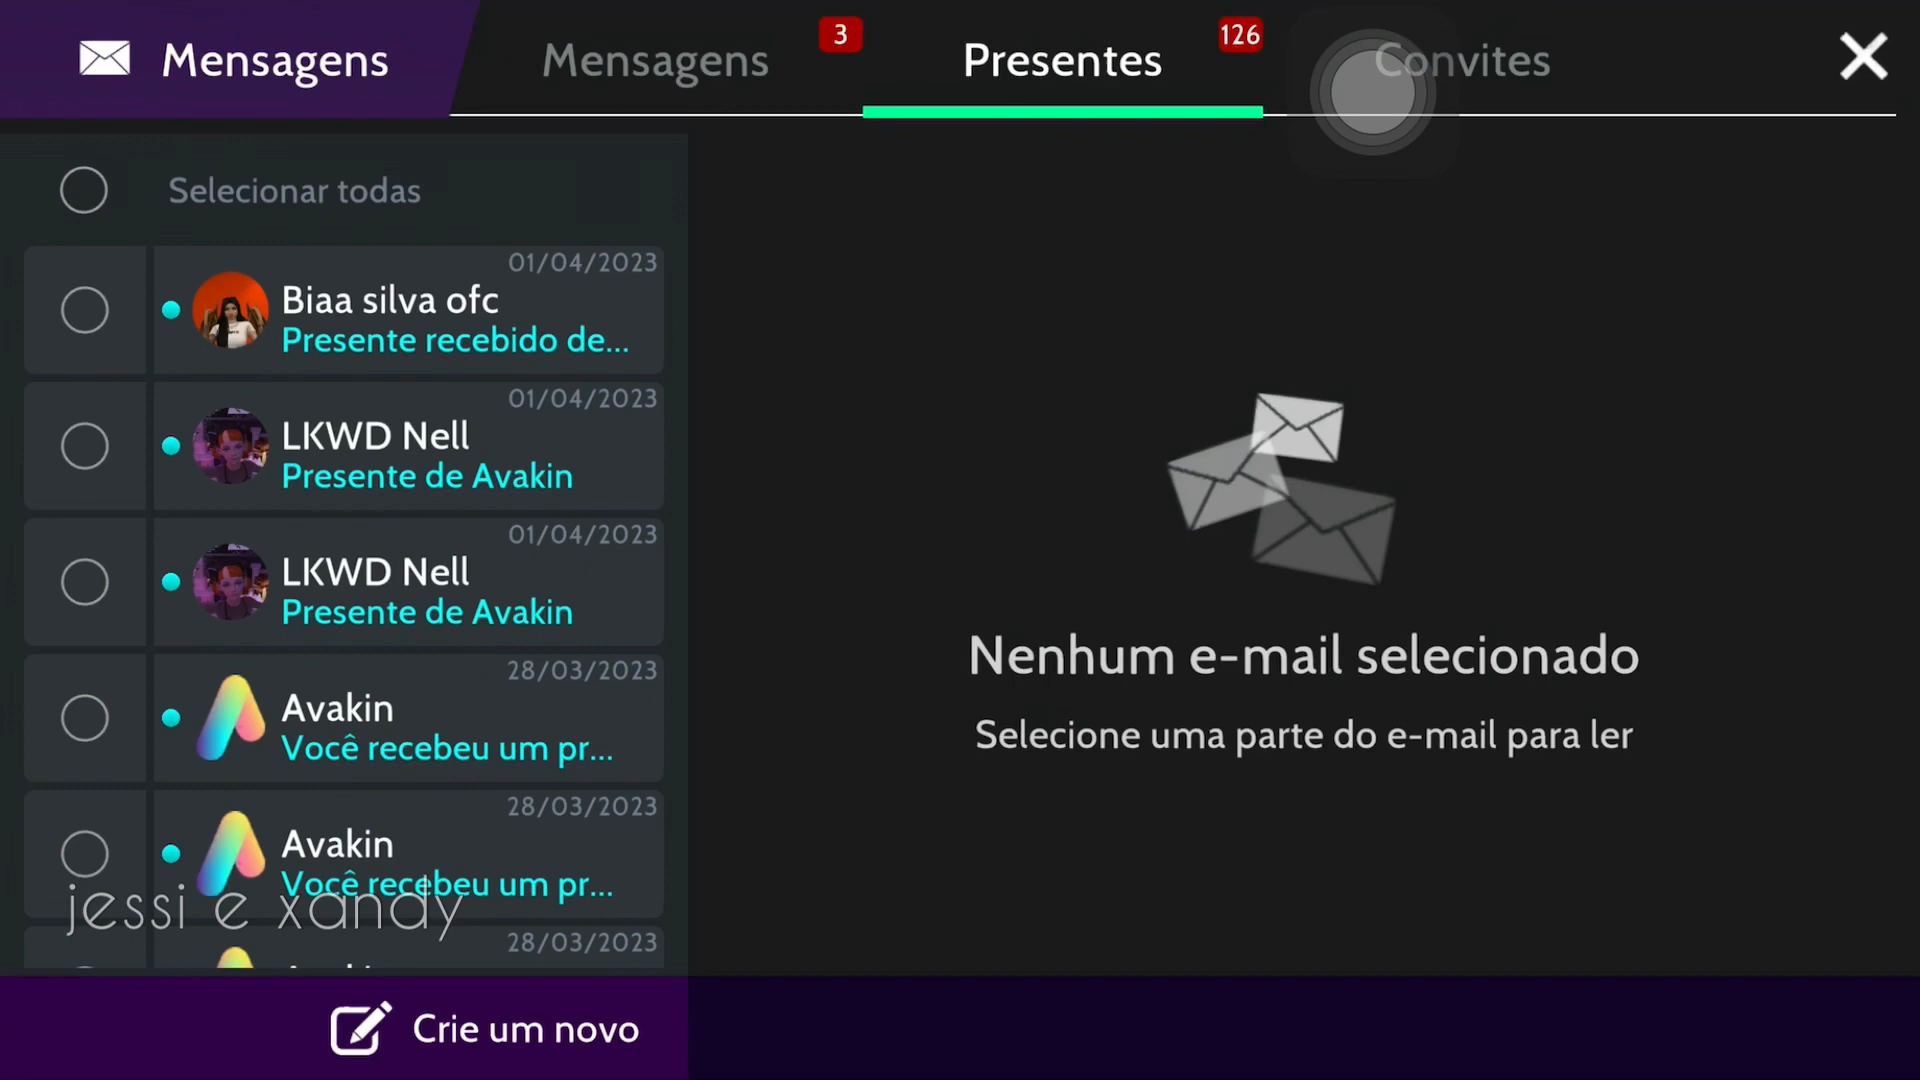 Mensagens
Mensagens
3
Presentes
126
Convites
Selecionar todas
01/04/2023
Biaa silva ofc
Presente recebido de...
01/04/2023
LKWD Nell
Presente de Avakin
01/04/2023
LKWD Nell
Presente de Avakin
28/03/2023
Avakin
Você recebeu um pr...
28/03/2023
Avakin
Você recebeu um pr...
jessi e xandy
28/03/2023
Nenhum e-mail selecionado
Selecione uma parte do e-mail para ler
Crie um novo